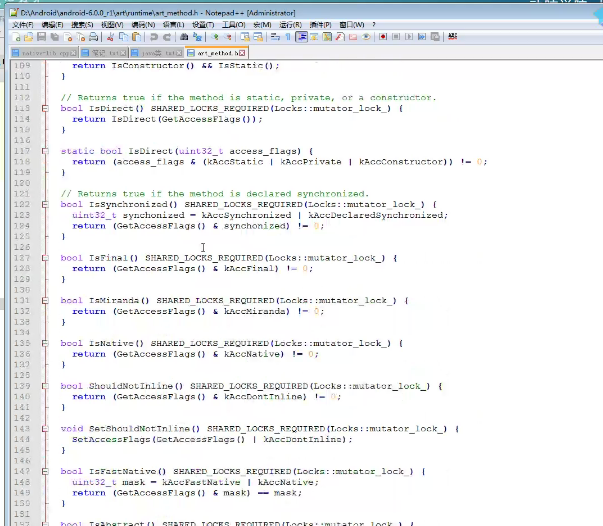 D:\Android\android-6.0.0_r1\art\runtime\art_method.h - Notepad++ [Administrator]
文件(F) 编辑(E) 搜索(S) 视图(V) 编码(N) 语言(L) 设置(T) 工具(O) 宏(M) 运行(R) 插件(P) 窗口(W) ?
art_method.h
109 return IsConstructor() && IsStatic();
110 }
111
112 // Returns true if the method is static, private, or a constructor.
113 bool IsDirect() SHARED_LOCKS_REQUIRED(Locks::mutator_lock_) {
114 return IsDirect(GetAccessFlags());
115 }
116
117 static bool IsDirect(uint32_t access_flags) {
118 return (access_flags & (kAccStatic | kAccPrivate | kAccConstructor)) != 0;
119 }
120
121 // Returns true if the method is declared synchronized.
122 bool IsSynchronized() SHARED_LOCKS_REQUIRED(Locks::mutator_lock_) {
123 uint32_t synchonized = kAccSynchronized | kAccDeclaredSynchronized;
124 return (GetAccessFlags() & synchonized) != 0;
125 }
126
127 bool IsFinal() SHARED_LOCKS_REQUIRED(Locks::mutator_lock_) {
128 return (GetAccessFlags() & kAccFinal) != 0;
129 }
130
131 bool IsMiranda() SHARED_LOCKS_REQUIRED(Locks::mutator_lock_) {
132 return (GetAccessFlags() & kAccMiranda) != 0;
133 }
134
135 bool IsNative() SHARED_LOCKS_REQUIRED(Locks::mutator_lock_) {
136 return (GetAccessFlags() & kAccNative) != 0;
137 }
138
139 bool ShouldNotInline() SHARED_LOCKS_REQUIRED(Locks::mutator_lock_) {
140 return (GetAccessFlags() & kAccDontInline) != 0;
141 }
142
143 void SetShouldNotInline() SHARED_LOCKS_REQUIRED(Locks::mutator_lock_) {
144 SetAccessFlags(GetAccessFlags() | kAccDontInline);
145 }
146
147 bool IsFastNative() SHARED_LOCKS_REQUIRED(Locks::mutator_lock_) {
148 uint32_t mask = kAccFastNative | kAccNative;
149 return (GetAccessFlags() & mask) == mask;
150 }
151
152 bool IsAbstract() SHARED_LOCKS_REQUIRED(Locks::mutator_lock_) {